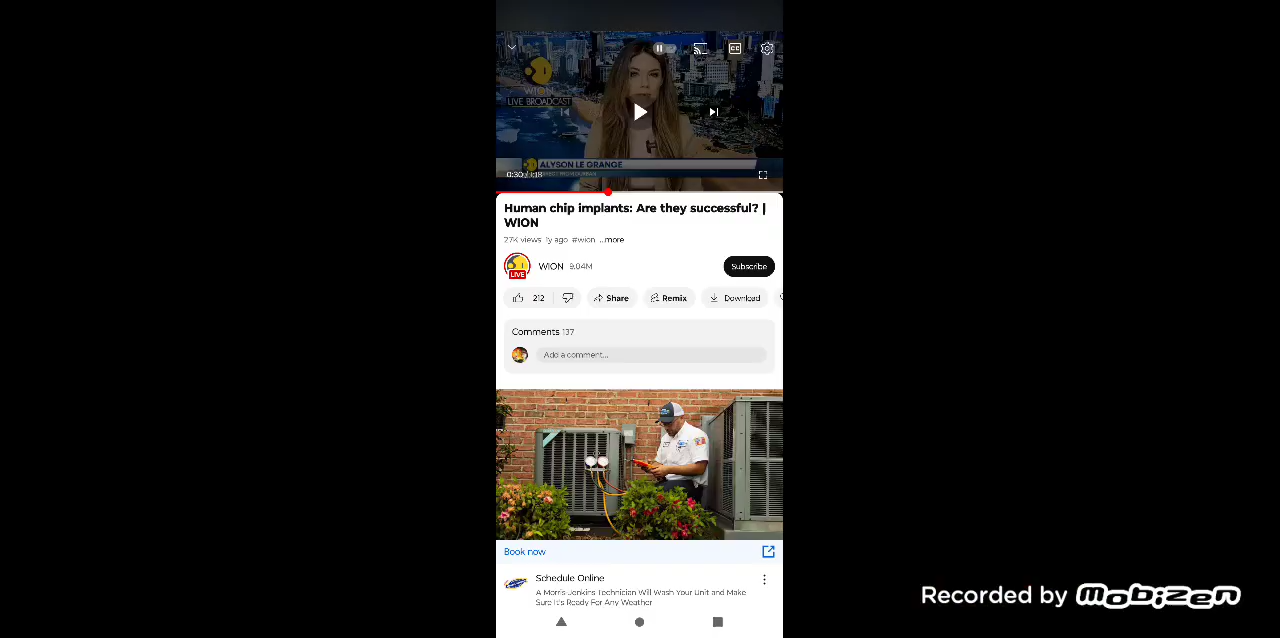 CC
WION
LIVE BROADCAST
ALYSON LE GRANGE
0:30 / 1:18
Human chip implants: Are they successful? |
WION
27K views 1y ago #wion ...more
LIVE
WION 9.04M
Subscribe
212
Share
Remix
Download
Comments 137
Add a comment...
Book now
Schedule Online
A Morris Jenkins Technician Will Wash Your Unit and Make
Sure It's Ready For Any Weather
Recorded by mobizen